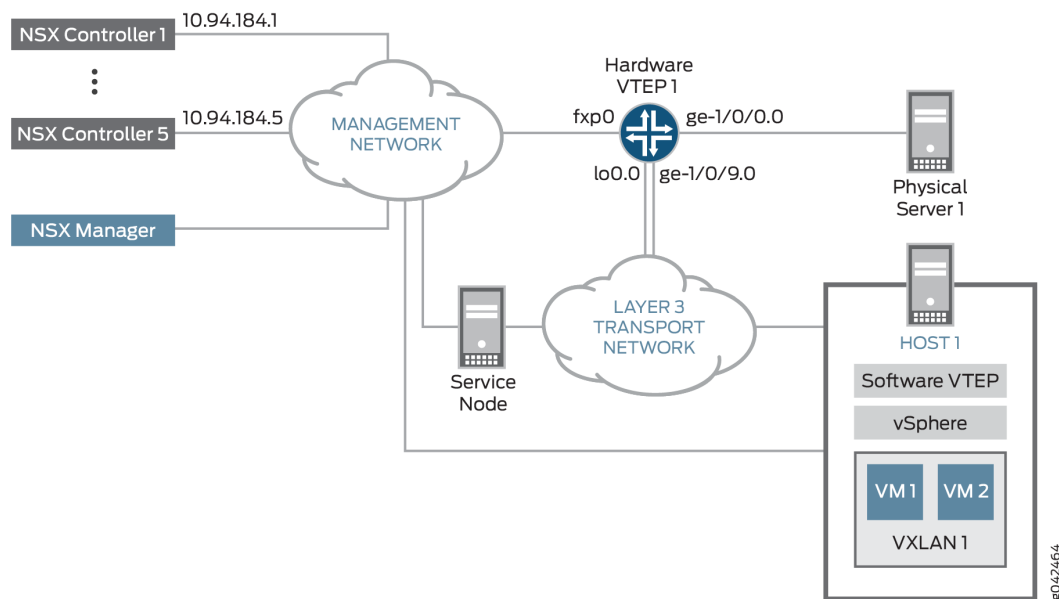 NSX Controller 1
10.94.184.1
NSX Controller 5
10.94.184.5
NSX Manager
MANAGEMENT
NETWORK
Hardware
VTEP 1
fxp0
ge-1/0/0.0
lo0.0
ge-1/0/9.0
Physical
Server 1
LAYER 3
TRANSPORT
NETWORK
Service
Node
HOST 1
Software VTEP
vSphere
VM 1
VM 2
VXLAN 1
g042464